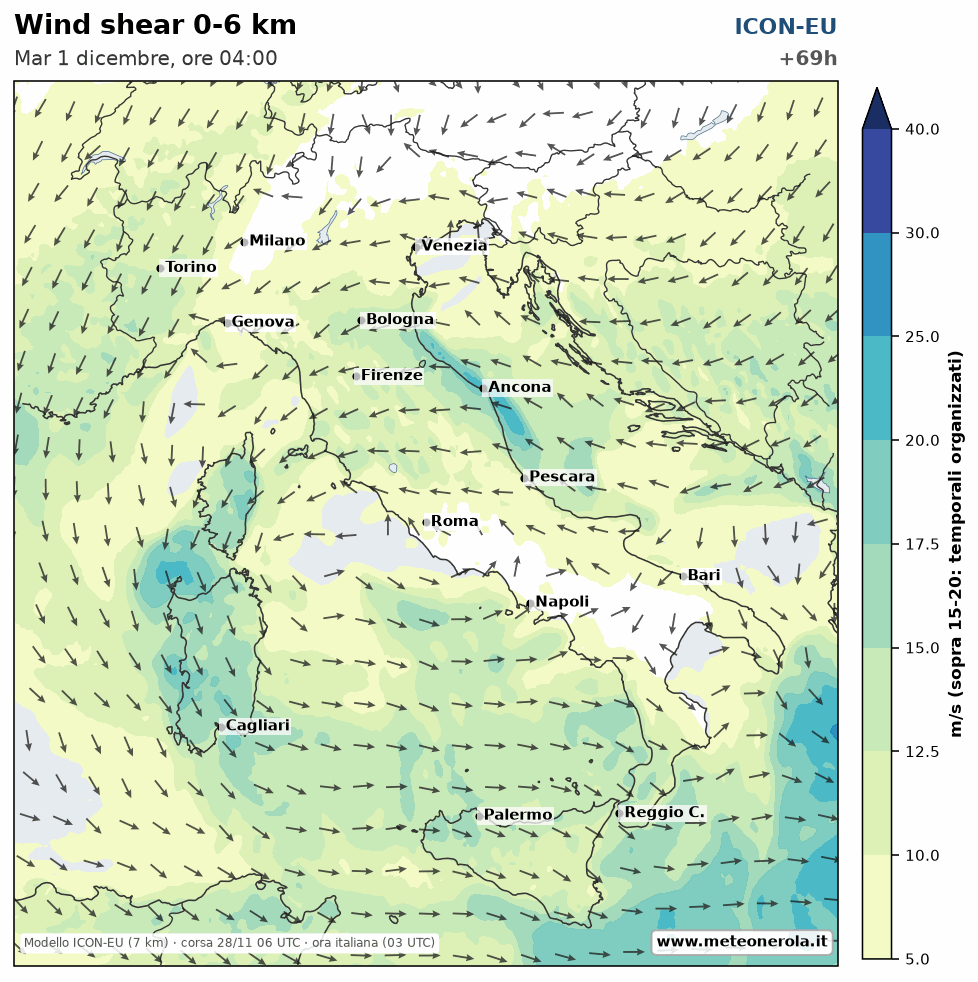 Wind shear 0-6 km
ICON-EU
Mar 1 dicembre, ore 04:00
+69h
Milano
Venezia
Torino
Genova
Bologna
Firenze
Ancona
Pescara
Roma
Bari
Napoli
Cagliari
Palermo
Reggio C.
40.0
30.0
25.0
20.0
17.5
15.0
12.5
10.0
5.0
m/s (sopra 15-20: temporali organizzati)
Modello ICON-EU (7 km) · corsa 28/11 06 UTC · ora italiana (03 UTC)
www.meteonerola.it